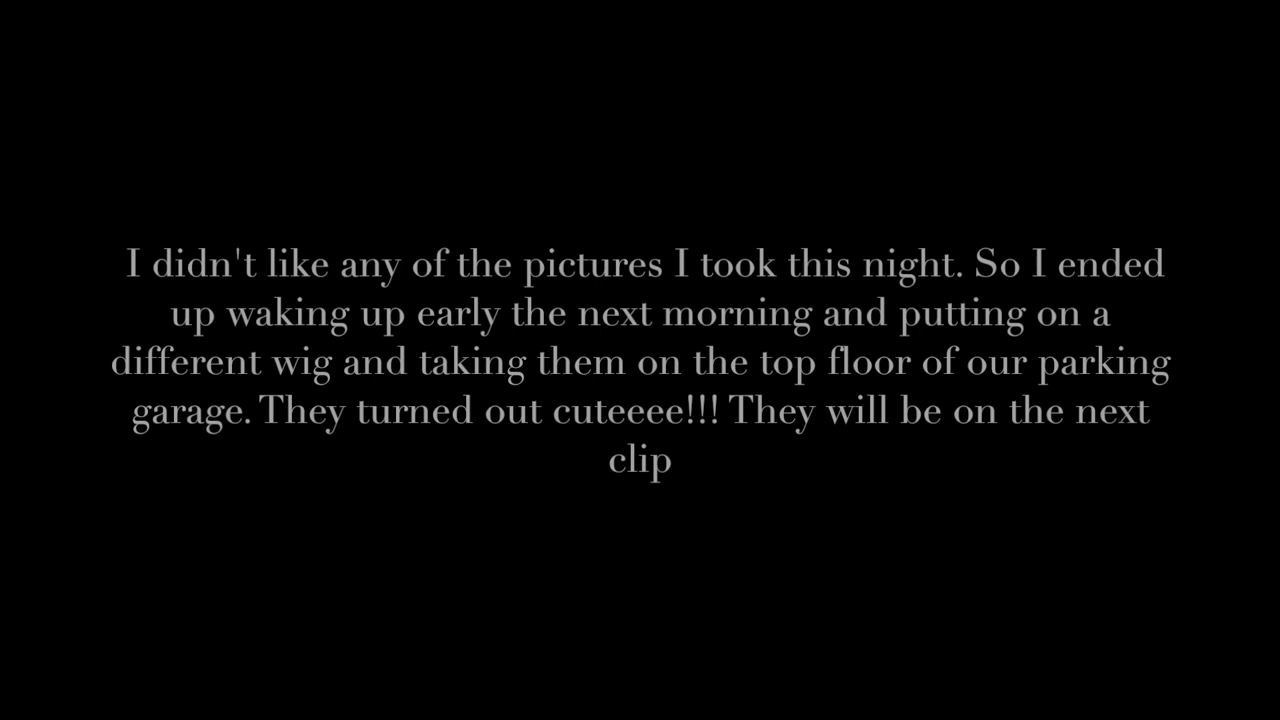 I didn't like any of the pictures I took this night. So I ended
up waking up early the next morning and putting on a
different wig and taking them on the top floor of our parking
garage. They turned out cuteeee!!! They will be on the next
clip